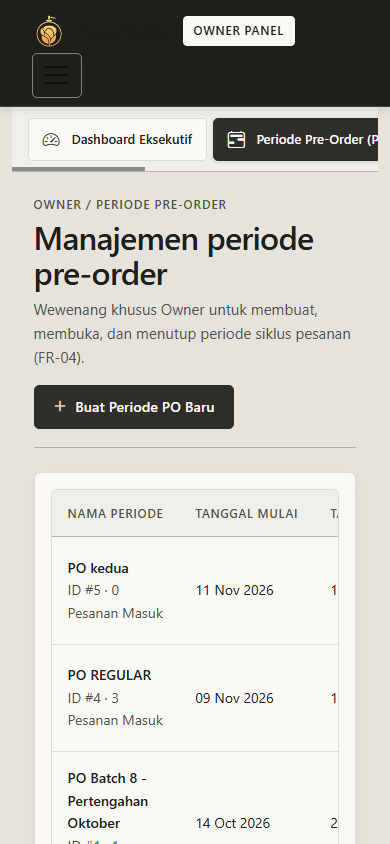 OWNER PANEL
Dashboard Eksekutif
Periode Pre-Order (P
OWNER / PERIODE PRE-ORDER
Manajemen periode
pre-order
Wewenang khusus Owner untuk membuat,
membuka, dan menutup periode siklus pesanan
(FR-04).
+ Buat Periode PO Baru
NAMA PERIODE TANGGAL MULAI
PO kedua
ID #5 · 0
Pesanan Masuk
11 Nov 2026 1
PO REGULAR
ID #4 · 3
Pesanan Masuk
09 Nov 2026 1
PO Batch 8 -
Pertengahan
Oktober
14 Oct 2026 2